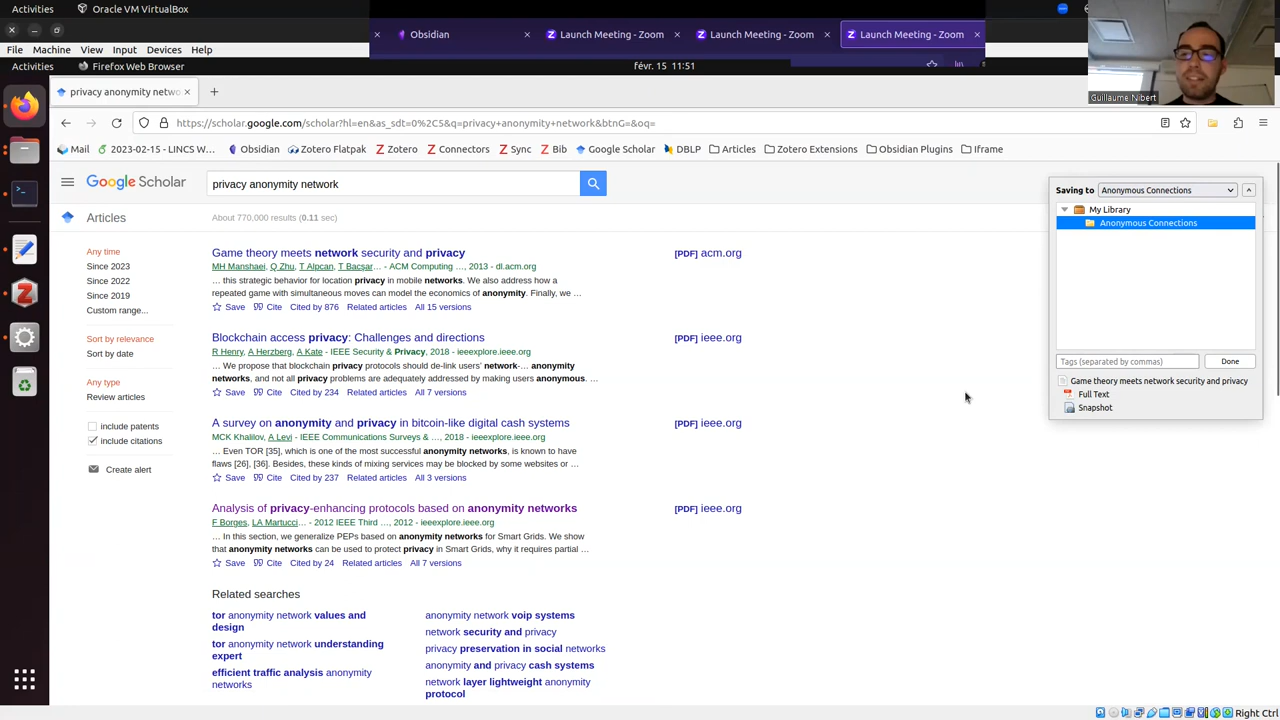 Activities
Oracle VM VirtualBox
Obsidian
Launch Meeting - Zoom
Launch Meeting - Zoom
Launch Meeting - Zoom
File Machine View Input Devices Help
Activities
Firefox Web Browser
févr. 15 11:51
Guillaume Nibert
privacy anonymity netwo
https://scholar.google.com/scholar?hl=en&as_sdt=0%2C5&q=privacy+anonymity+network&btnG=&oq=
Mail
2023-02-15 - LINCS W…
Obsidian
Zotero Flatpak
Zotero
Connectors
Sync
Bib
Google Scholar
DBLP
Articles
Zotero Extensions
Obsidian Plugins
Iframe
Google Scholar
privacy anonymity network
Articles
About 770,000 results (0.11 sec)
Any time
Since 2023
Since 2022
Since 2019
Custom range...
Sort by relevance
Sort by date
Any type
Review articles
include patents
include citations
Create alert
Game theory meets network security and privacy
MH Manshaei, Q Zhu, T Alpcan, T Bacşar… - ACM Computing …, 2013 - dl.acm.org
… this strategic behavior for location privacy in mobile networks. We also address how a
repeated game with simultaneous moves can model the economics of anonymity. Finally, we …
Save Cite Cited by 876 Related articles All 15 versions
[PDF] acm.org
Blockchain access privacy: Challenges and directions
R Henry, A Herzberg, A Kate - IEEE Security & Privacy, 2018 - ieeexplore.ieee.org
… We propose that blockchain privacy protocols should de-link users' network-… anonymity
networks, and not all privacy problems are adequately addressed by making users anonymous. …
Save Cite Cited by 234 Related articles All 7 versions
[PDF] ieee.org
A survey on anonymity and privacy in bitcoin-like digital cash systems
MCK Khalilov, A Levi - IEEE Communications Surveys & …, 2018 - ieeexplore.ieee.org
… Even TOR [35], which is one of the most successful anonymity networks, is known to have
flaws [26], [36]. Besides, these kinds of mixing services may be blocked by some websites or …
Save Cite Cited by 237 Related articles All 3 versions
[PDF] ieee.org
Analysis of privacy-enhancing protocols based on anonymity networks
F Borges, LA Martucci… - 2012 IEEE Third …, 2012 - ieeexplore.ieee.org
… In this section, we generalize PEPs based on anonymity networks for Smart Grids. We show
that anonymity networks can be used to protect privacy in Smart Grids, why it requires partial …
Save Cite Cited by 24 Related articles All 7 versions
[PDF] ieee.org
Related searches
tor anonymity network values and
design
tor anonymity network understanding
expert
efficient traffic analysis anonymity
networks
anonymity network voip systems
network security and privacy
privacy preservation in social networks
anonymity and privacy cash systems
network layer lightweight anonymity
protocol
Saving to Anonymous Connections
My Library
Anonymous Connections
Tags (separated by commas)
Done
Game theory meets network security and privacy
Full Text
Snapshot
Right Ctrl